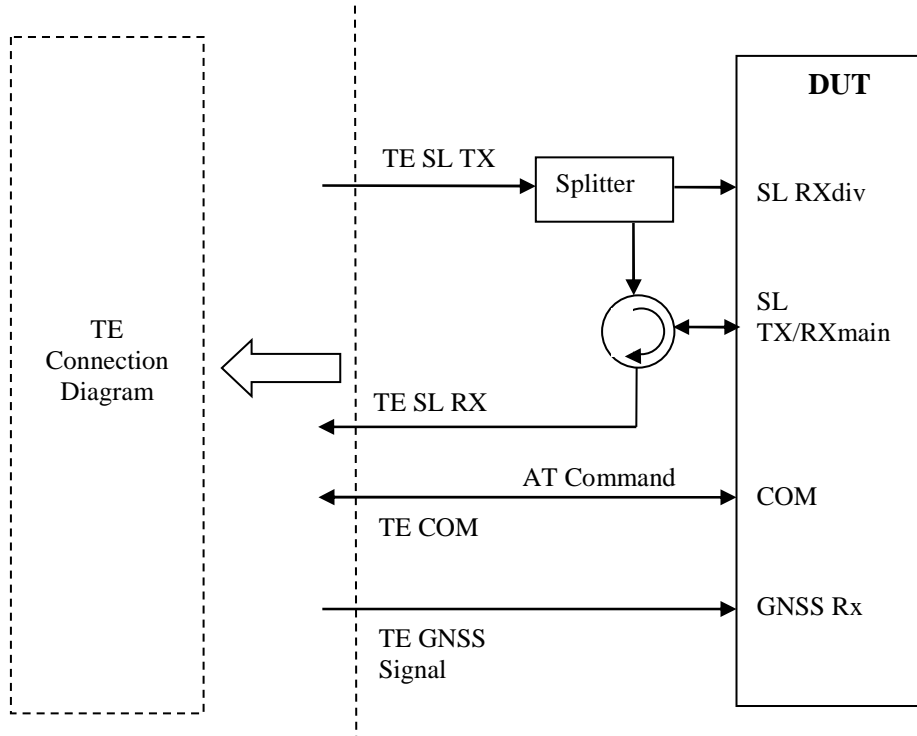 DUT
TE SL TX
Splitter
SL RXdiv
SL
TX/RXmain
TE
Connection
Diagram
TE SL RX
AT Command
COM
TE COM
GNSS Rx
TE GNSS
Signal